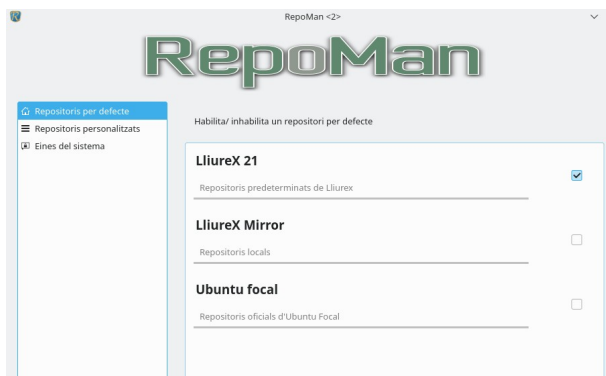 RepoMan <2>
RepoMan
Repositoris per defecte
Repositoris personalitzats
Eines del sistema
Habilita/ inhabilita un repositori per defecte
LliureX 21
Repositoris predeterminats de Lliurex
LliureX Mirror
Repositoris locals
Ubuntu focal
Repositoris oficials d'Ubuntu Focal